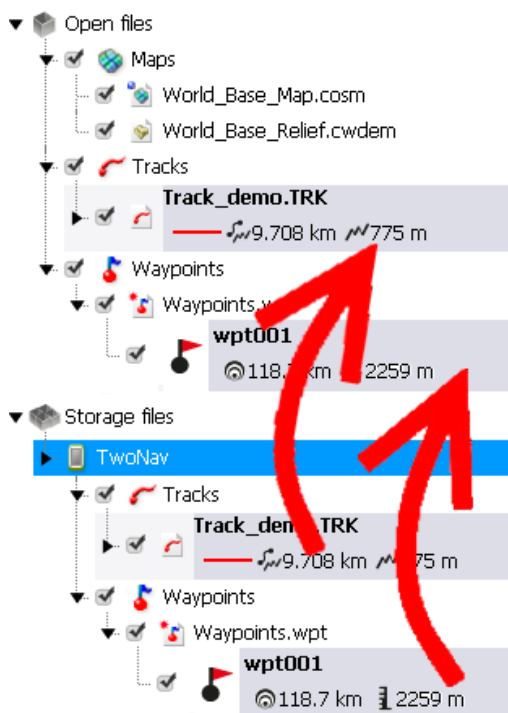 Open files
Maps
World_Base_Map.cosm
World_Base_Relief.cwdem
Tracks
Track_demo.TRK
9.708 km 775 m
Waypoints
wpt001
2259 m
Storage files
TwoNav
Tracks
9.708 km
Waypoints
Waypoints.wpt
wpt001
118.7 km 2259 m